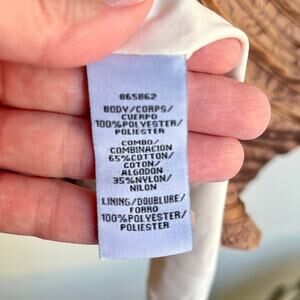 865862
BODY/CORPS/
CUERPO
100%POLYESTER/
POLIESTER
COMBO/
COMBINACION
65%COTTON/
COTON/
ALGODON
35%NYLON/
NILON
LINING/DOUBLURE/
FORRO
100%POLYESTER/
POLIESTER